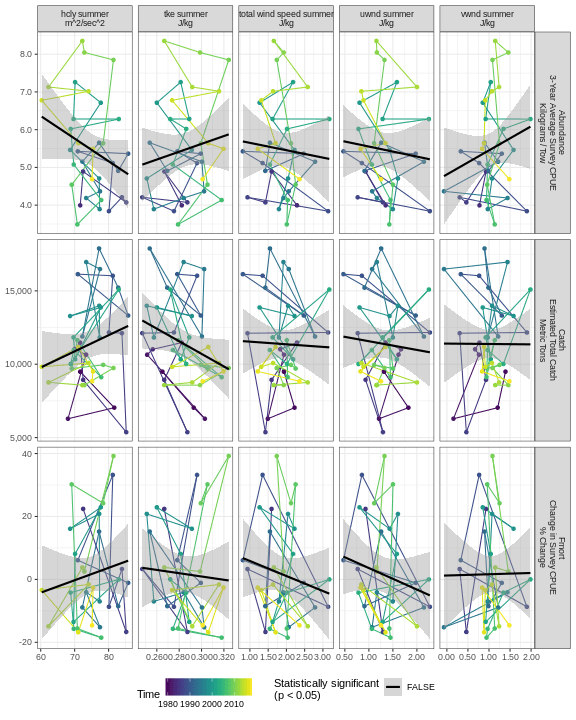 hcly summer
m^2/sec^2
tke summer
J/kg
total wind speed summer
J/kg
uwnd summer
J/kg
vwnd summer
J/kg
8.0
7.0
6.0
5.0
4.0
Abundance
3-Year Average Survey CPUE
Kilograms / Tow
15,000
10,000
5,000
Catch
Estimated Total Catch
Metric Tons
40
20
0
-20
Fmort
Change in Survey CPUE
% Change
60 70 80
0.260 0.280 0.300 0.320
1.00 1.50 2.00 2.50 3.00
0.50 1.00 1.50 2.00
0.00 0.50 1.00 1.50 2.00
Time
1980 1990 2000 2010
Statistically significant
(p < 0.05)
FALSE